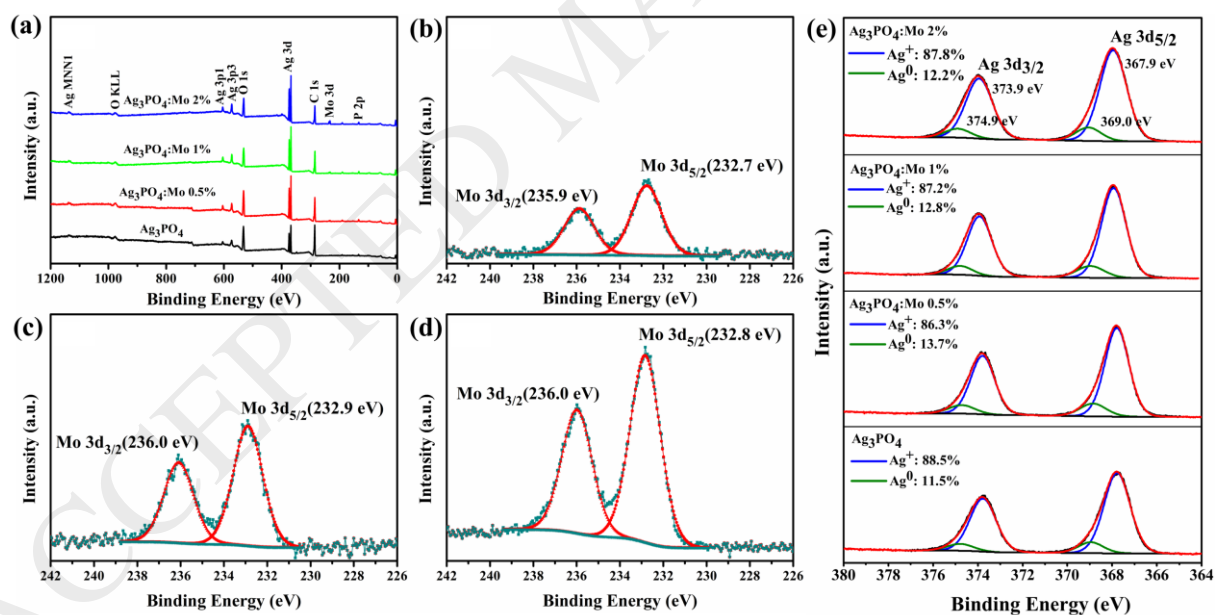 ACCEPTED MA
(a)
Ag MNN1
O KLL
Ag 3p1
Ag 3p3
O 1s
Ag 3d
C 1s
Mo 3d
P 2p
Ag₃PO₄:Mo 2%
Ag₃PO₄:Mo 1%
Ag₃PO₄:Mo 0.5%
Ag₃PO₄
Intensity (a.u.)
1200 1000 800 600 400 200 0
Binding Energy (eV)
(b)
Mo 3d₅/₂(232.7 eV)
Mo 3d₃/₂(235.9 eV)
Intensity (a.u.)
242 240 238 236 234 232 230 228 226
Binding Energy (eV)
(c)
Mo 3d₅/₂(232.9 eV)
Mo 3d₃/₂(236.0 eV)
Intensity (a.u.)
242 240 238 236 234 232 230 228 226
Binding Energy (eV)
(d)
Mo 3d₅/₂(232.8 eV)
Mo 3d₃/₂(236.0 eV)
Intensity (a.u.)
242 240 238 236 234 232 230 228 226
Binding Energy (eV)
(e)
Ag₃PO₄:Mo 2%
Ag⁺: 87.8%
Ag⁰: 12.2%
Ag 3d₃/₂
373.9 eV
374.9 eV
Ag 3d₅/₂
367.9 eV
369.0 eV
Ag₃PO₄:Mo 1%
Ag⁺: 87.2%
Ag⁰: 12.8%
Ag₃PO₄:Mo 0.5%
Ag⁺: 86.3%
Ag⁰: 13.7%
Ag₃PO₄
Ag⁺: 88.5%
Ag⁰: 11.5%
Intensity (a.u.)
380 376 372 368 364
Binding Energy (eV)